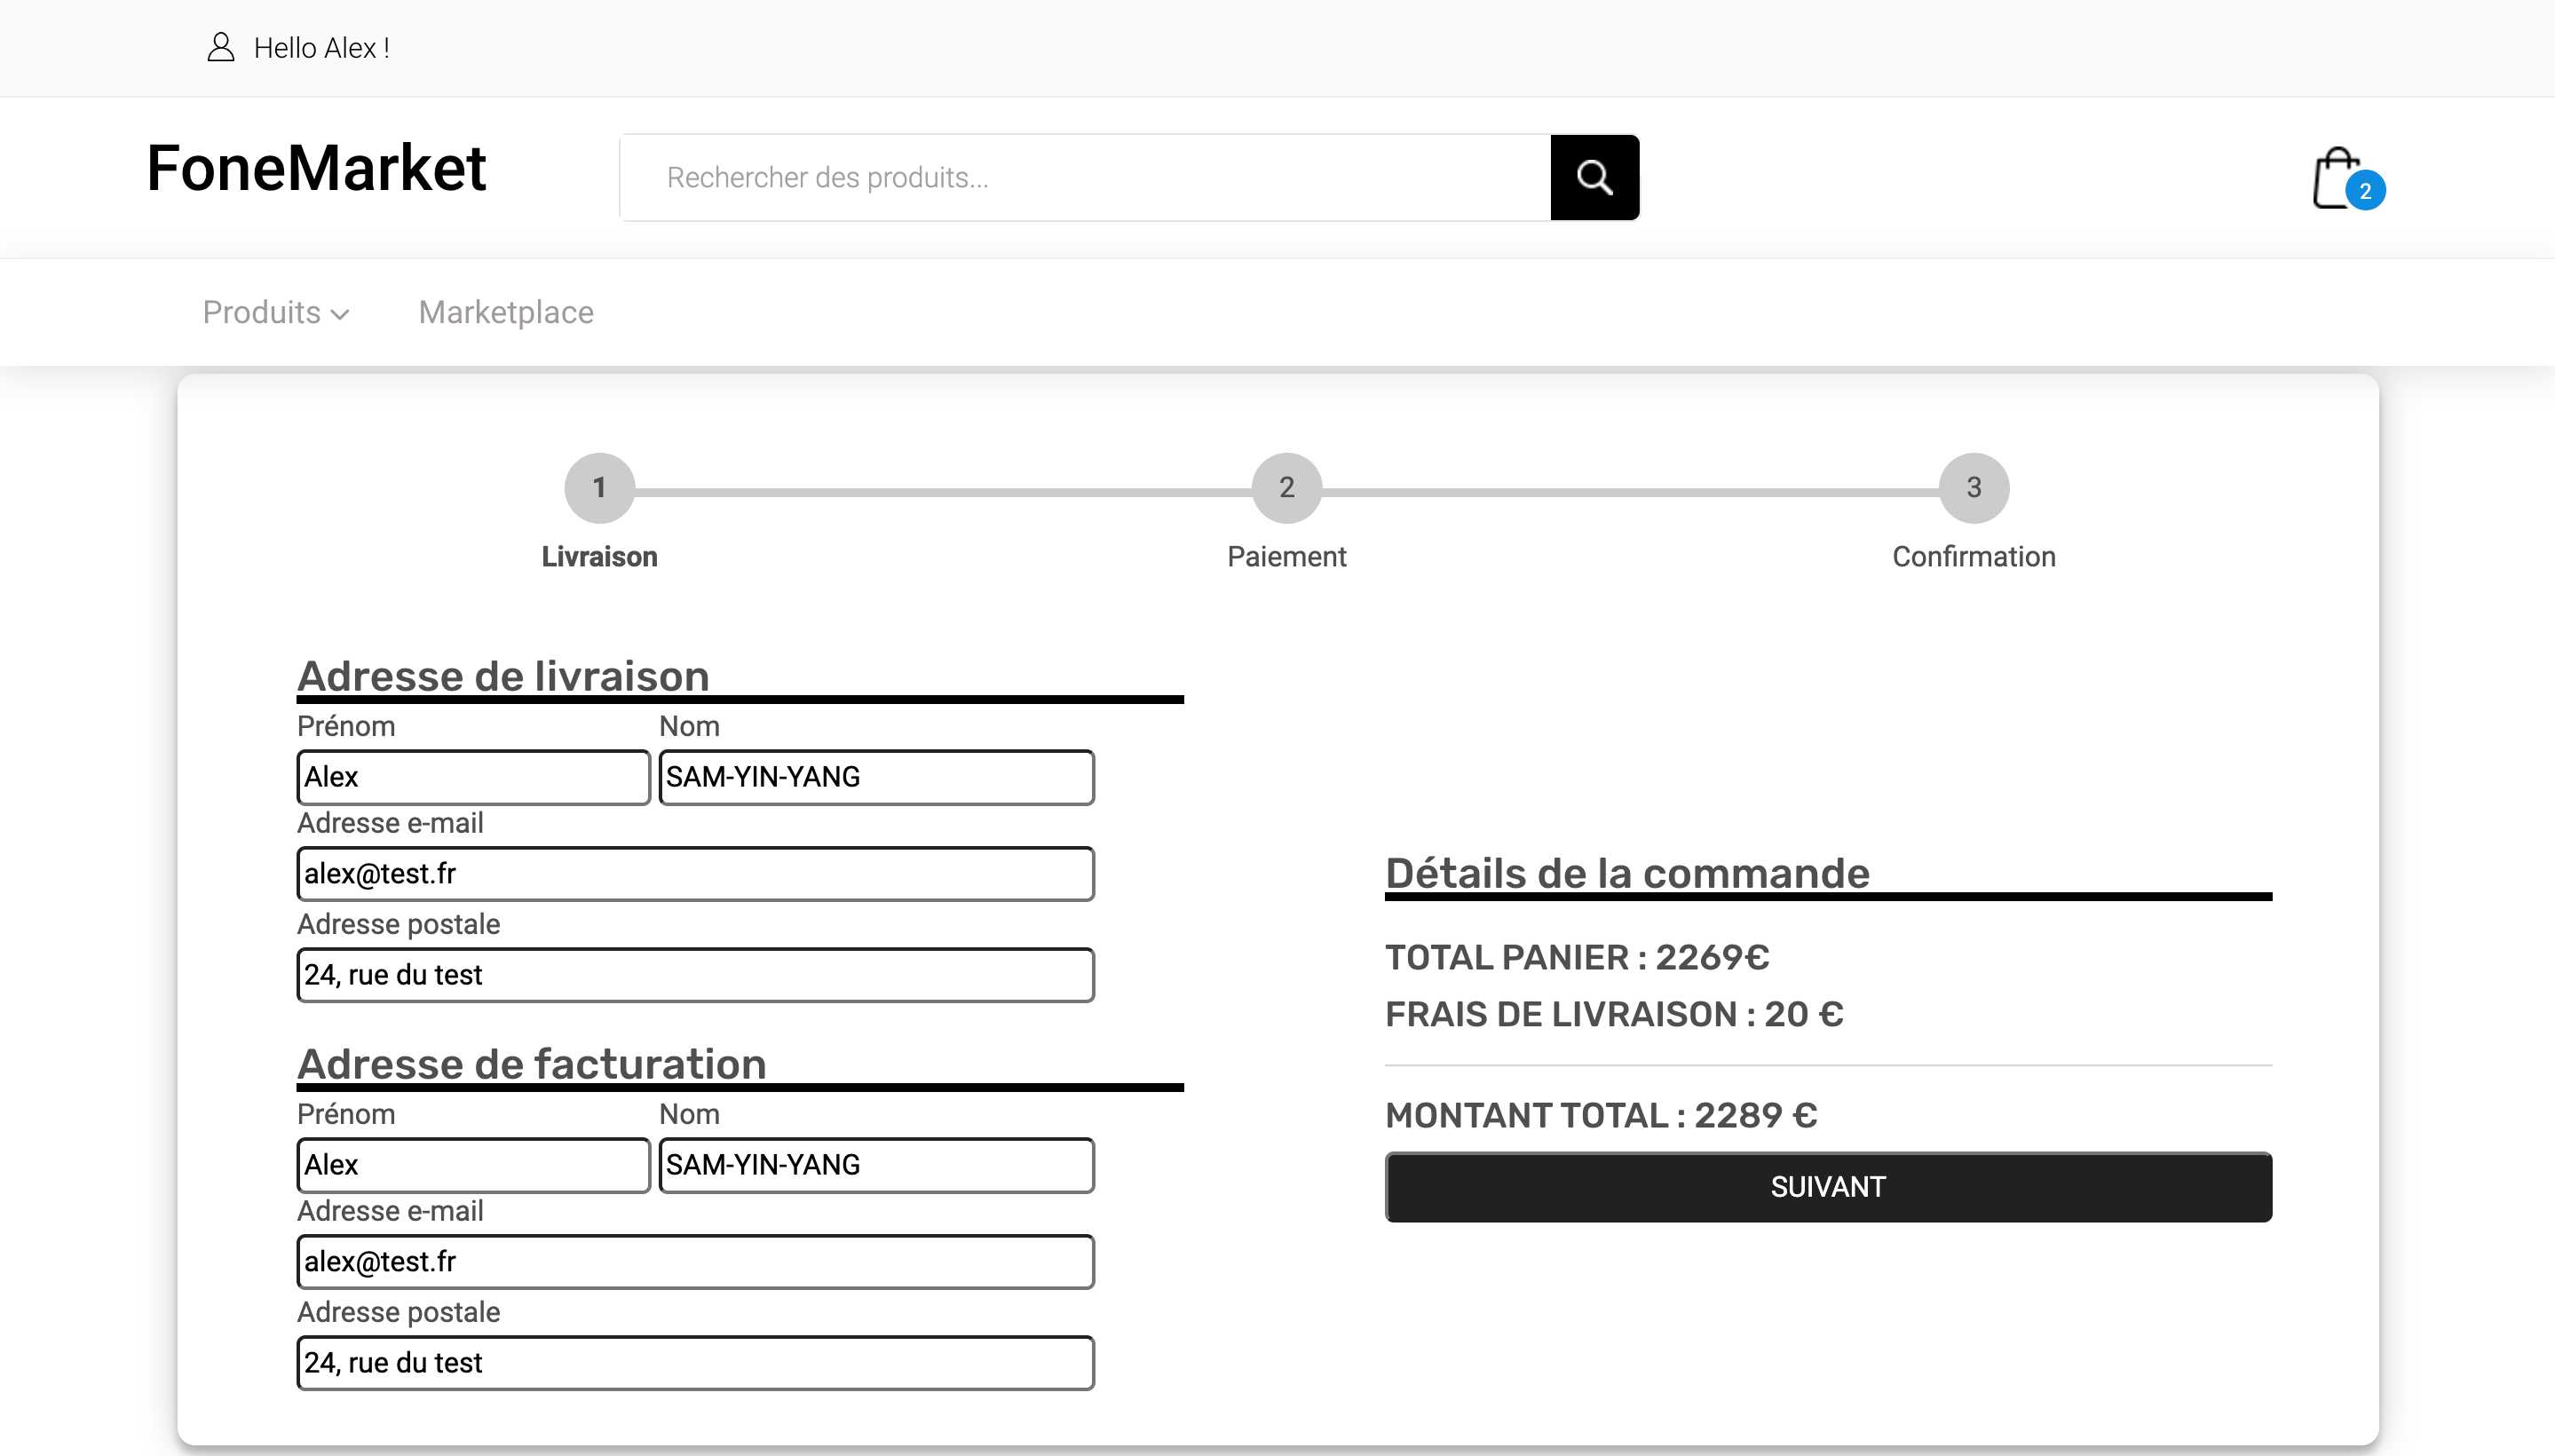 Hello Alex !
FoneMarket
Rechercher des produits...
2
Produits
Marketplace
1
2
3
Livraison
Paiement
Confirmation
Adresse de livraison
Prénom
Nom
Alex
SAM-YIN-YANG
Adresse e-mail
alex@test.fr
Adresse postale
24, rue du test
Adresse de facturation
Prénom
Nom
Alex
SAM-YIN-YANG
Adresse e-mail
alex@test.fr
Adresse postale
24, rue du test
Détails de la commande
TOTAL PANIER : 2269€
FRAIS DE LIVRAISON : 20 €
MONTANT TOTAL : 2289 €
SUIVANT